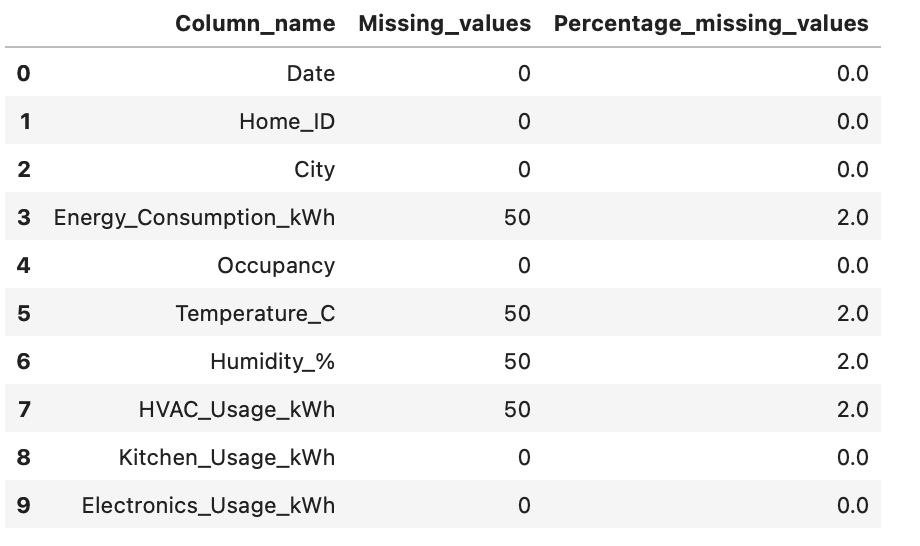 Column_name Missing_values Percentage_missing_values
0 Date 0 0.0
1 Home_ID 0 0.0
2 City 0 0.0
3 Energy_Consumption_kWh 50 2.0
4 Occupancy 0 0.0
5 Temperature_C 50 2.0
6 Humidity_% 50 2.0
7 HVAC_Usage_kWh 50 2.0
8 Kitchen_Usage_kWh 0 0.0
9 Electronics_Usage_kWh 0 0.0